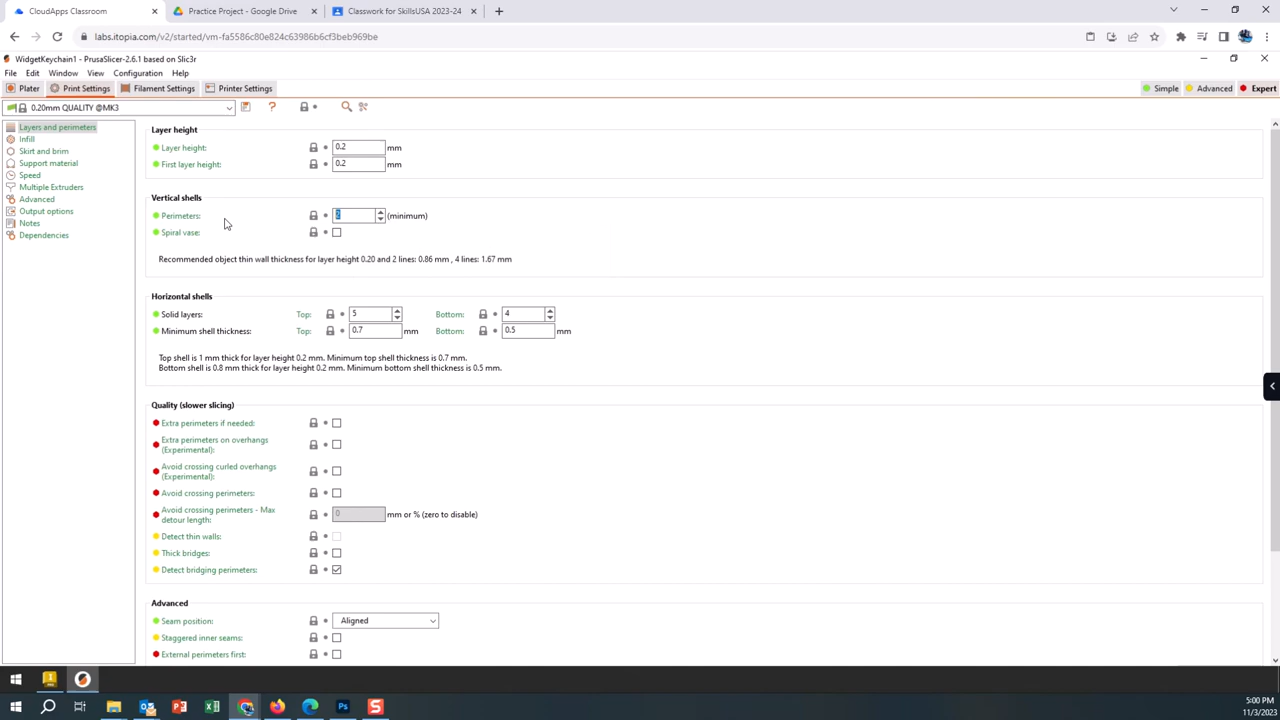 CloudApps Classroom
Practice Project - Google Drive
Classwork for SkillsUSA 2023-24
labs.itopia.com/v2/started/vm-fa5586c80e824c63986b6cf3beb969be
WidgetKeychain1 - PrusaSlicer-2.6.1 based on Slic3r
File Edit Window View Configuration Help
Plater Print Settings Filament Settings Printer Settings Simple Advanced Expert
0.20mm QUALITY @MK3
Layers and perimeters
Infill
Skirt and brim
Support material
Speed
Multiple Extruders
Advanced
Output options
Notes
Dependencies
Layer height
Layer height: 0.2 mm
First layer height: 0.2 mm
Vertical shells
Perimeters: 2 (minimum)
Spiral vase:
Recommended object thin wall thickness for layer height 0.20 and 2 lines: 0.86 mm , 4 lines: 1.67 mm
Horizontal shells
Solid layers: Top: 5 Bottom: 4
Minimum shell thickness: Top: 0.7 mm Bottom: 0.5 mm
Top shell is 1 mm thick for layer height 0.2 mm. Minimum top shell thickness is 0.7 mm.
Bottom shell is 0.8 mm thick for layer height 0.2 mm. Minimum bottom shell thickness is 0.5 mm.
Quality (slower slicing)
Extra perimeters if needed:
Extra perimeters on overhangs
(Experimental):
Avoid crossing curled overhangs
(Experimental):
Avoid crossing perimeters:
Avoid crossing perimeters - Max
detour length: 0 mm or % (zero to disable)
Detect thin walls:
Thick bridges:
Detect bridging perimeters:
Advanced
Seam position: Aligned
Staggered inner seams:
External perimeters first:
5:00 PM
11/3/2023